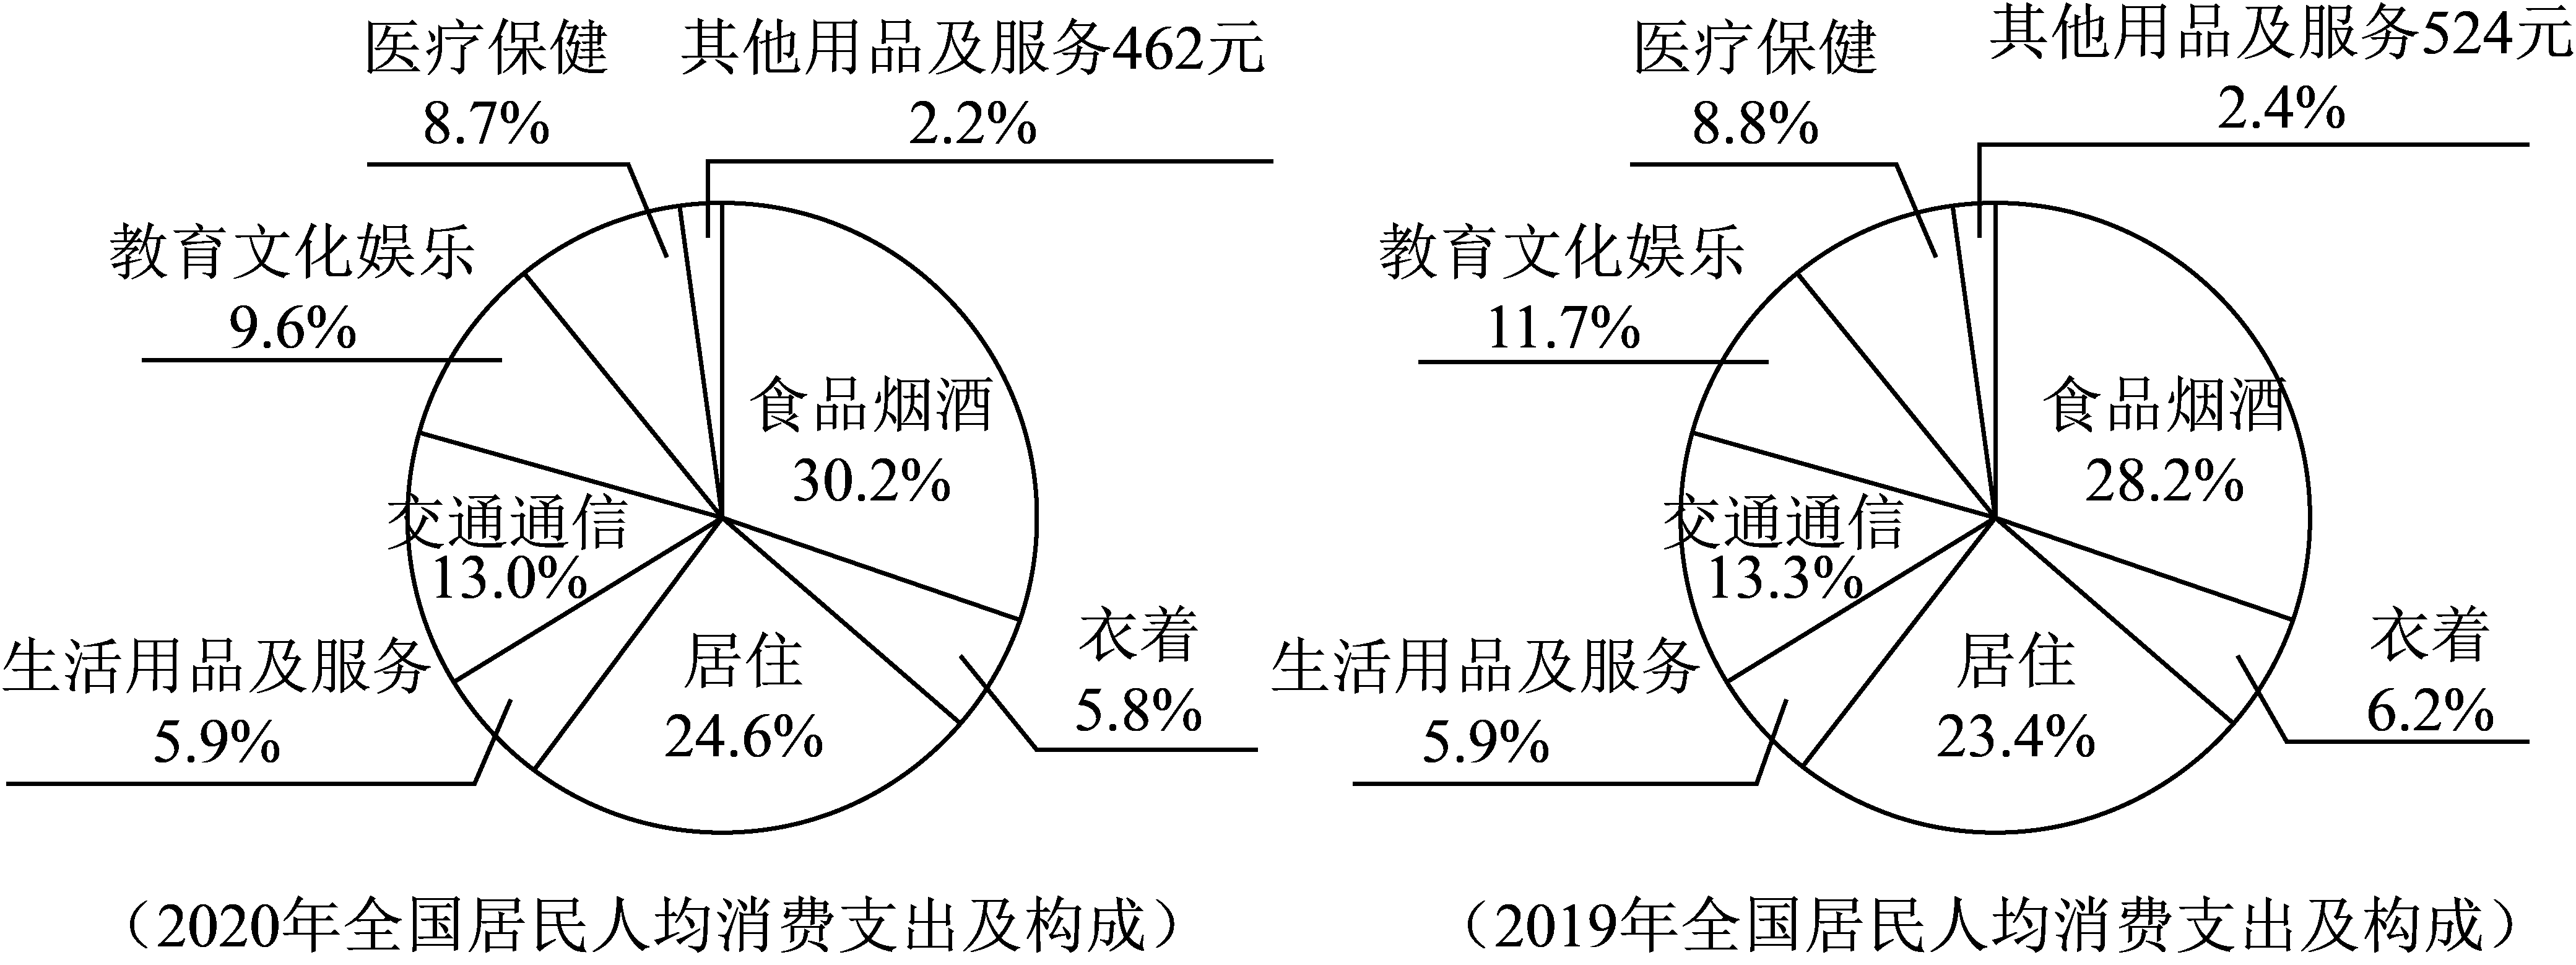 医疗保健
8.7%
其他用品及服务462元
2.2%
教育文化娱乐
9.6%
食品烟酒
30.2%
交通通信
13.0%
衣着
5.8%
居住
24.6%
生活用品及服务
5.9%
（2020年全国居民人均消费支出及构成）
医疗保健
8.8%
其他用品及服务524元
2.4%
教育文化娱乐
11.7%
食品烟酒
28.2%
交通通信
13.3%
衣着
6.2%
居住
23.4%
生活用品及服务
5.9%
（2019年全国居民人均消费支出及构成）